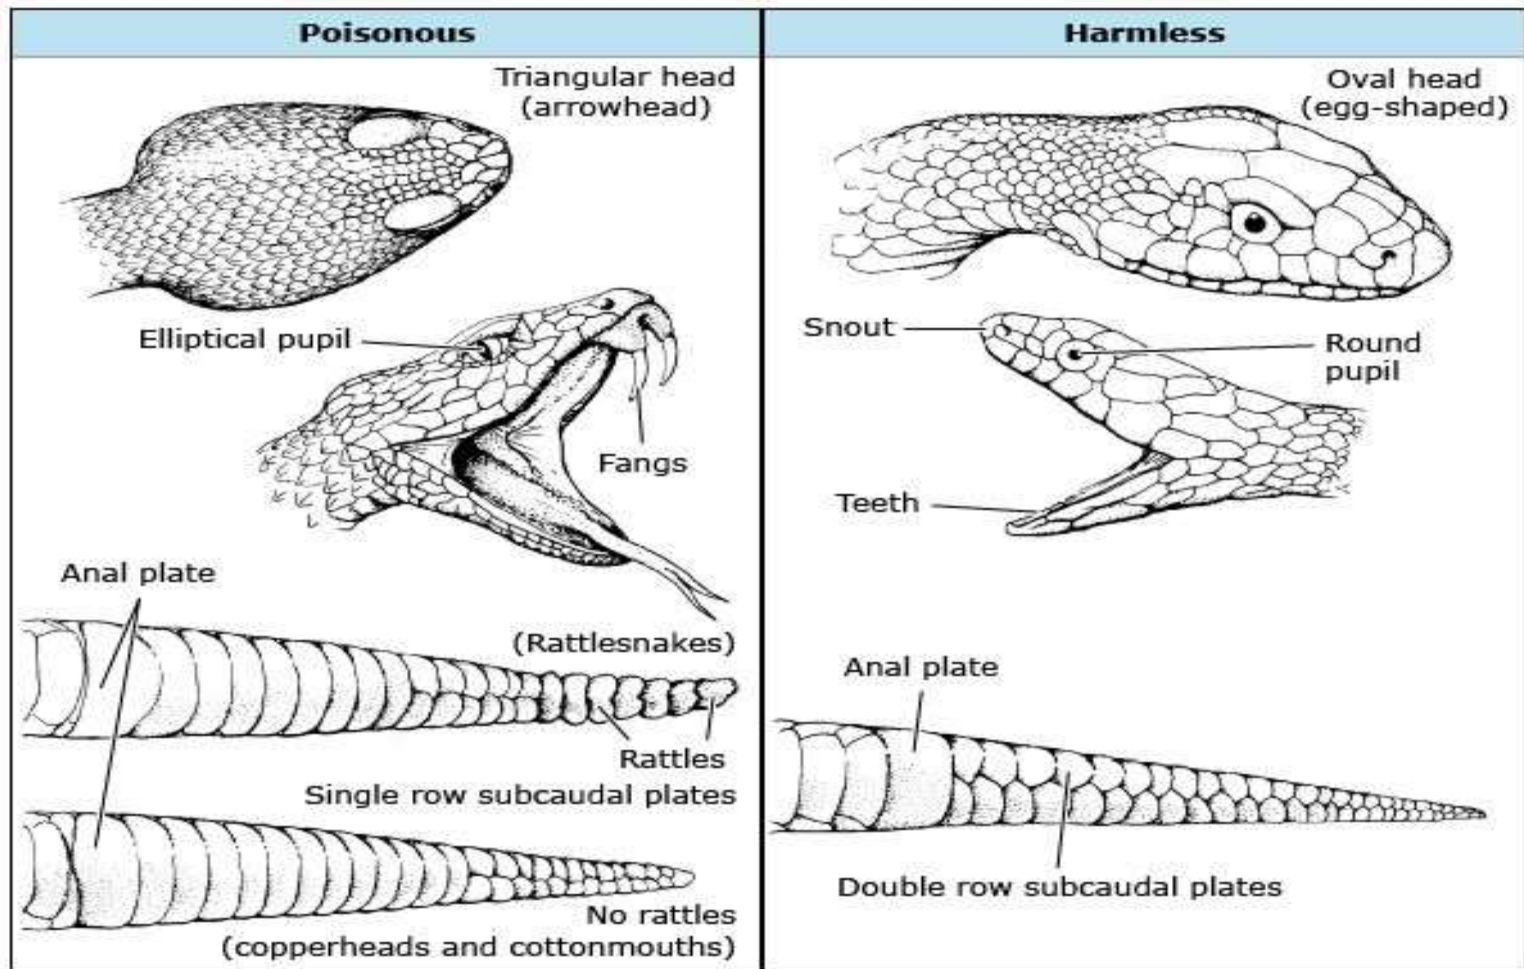 Poisonous
Triangular head
(arrowhead)
Elliptical pupil
Fangs
Anal plate
(Rattlesnakes)
Rattles
Single row subcaudal plates
No rattles
(copperheads and cottonmouths)
Harmless
Oval head
(egg-shaped)
Snout
Round
pupil
Teeth
Anal plate
Double row subcaudal plates